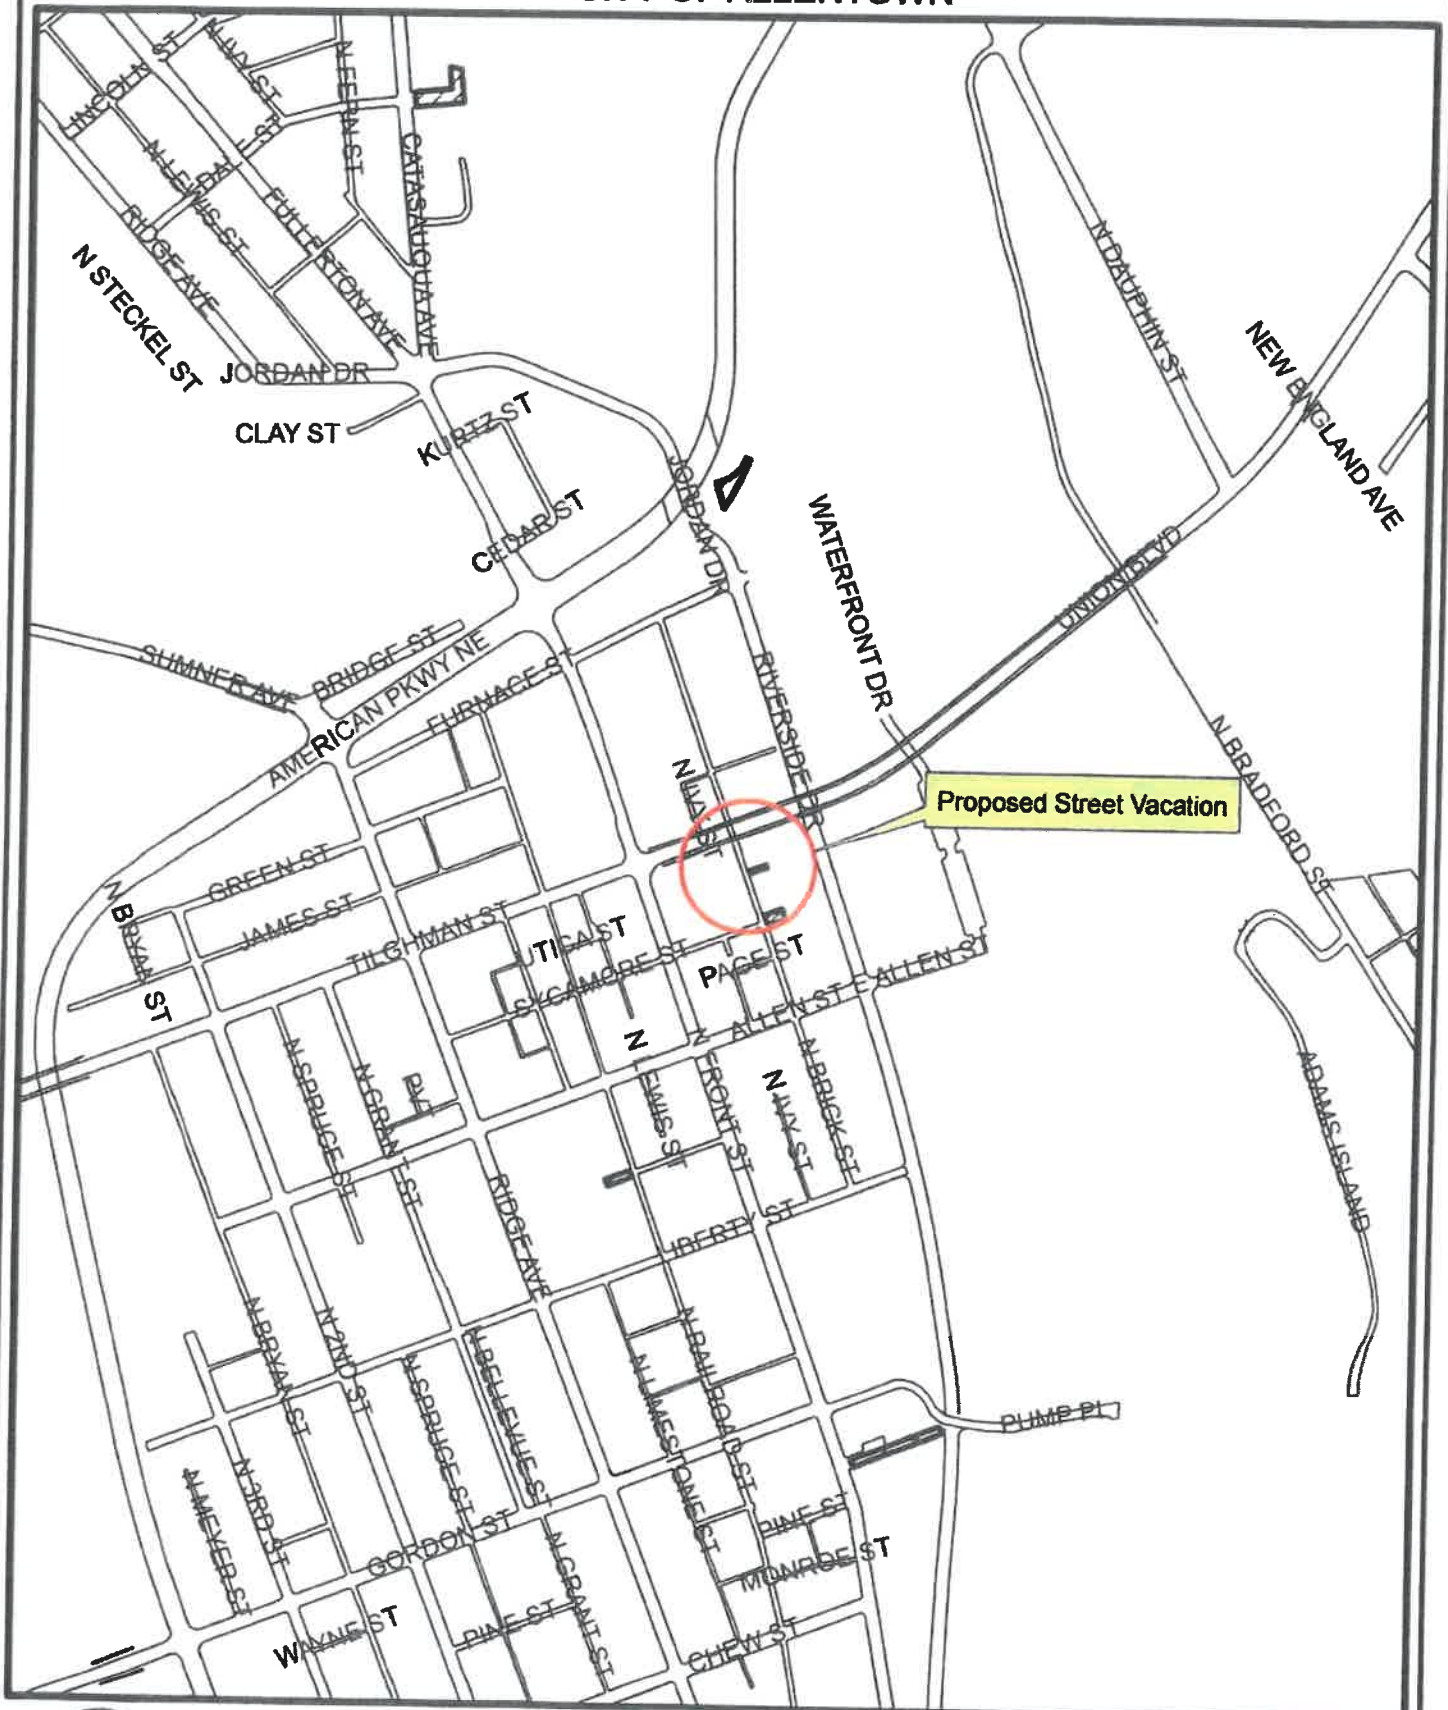 LINCOLN ST
N IVY ST
N FERN ST
CATASAUQUA AVE
DALE ST
N LEWIS ST
FULLERTON AVE
RIDGE AVE
N STECKEL ST
JORDAN DR
CLAY ST
KURTZ ST
CEDAR ST
JORDAN DR
N DAUPHIN ST
NEW ENGLAND AVE
WATERFRONT DR
UNION BLVD
SUMNER AVE
BRIDGE ST
AMERICAN PKWY NE
FURNACE ST
RIVERSIDE DR
N IVY ST
Proposed Street Vacation
N BRADFORD ST
GREEN ST
N BRYAN ST
JAMES ST
TILGHMAN ST
UTICA ST
SYCAMORE ST
PAGE ST
ALLEN ST
E ALLEN ST
N SPRUCE ST
N GRANT ST
PVT
N LEWIS ST
N FRONT ST
N IVY ST
N BRICK ST
ADAMS ISLAND
RIDGE AVE
LIBERTY ST
N BRYAN ST
N 2ND ST
N SPRUCE ST
N BELLEVUE ST
N LIMESTONE ST
N RAILROAD ST
PUMP PL
N MEYER ST
N 3RD ST
GORDON ST
N GRANT ST
PINE ST
MONROE ST
WAYNE ST
PINE ST
CHEW ST